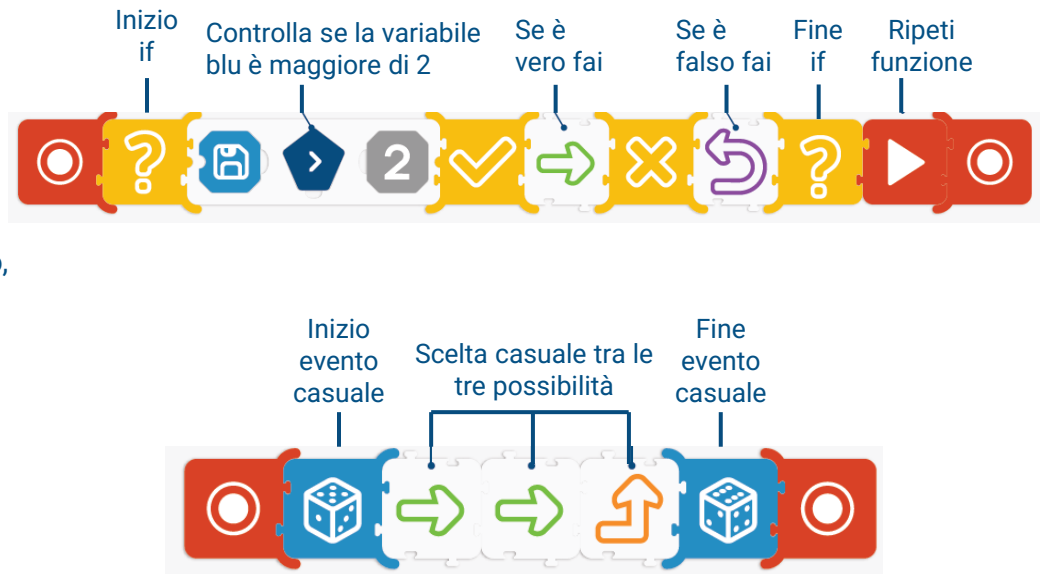 Inizio
if
Controlla se la variabile
blu è maggiore di 2
Se è
vero fai
Se è
falso fai
Fine
if
Ripeti
funzione
?
>
2
?
,
Inizio
evento
casuale
Scelta casuale tra le
tre possibilità
Fine
evento
casuale